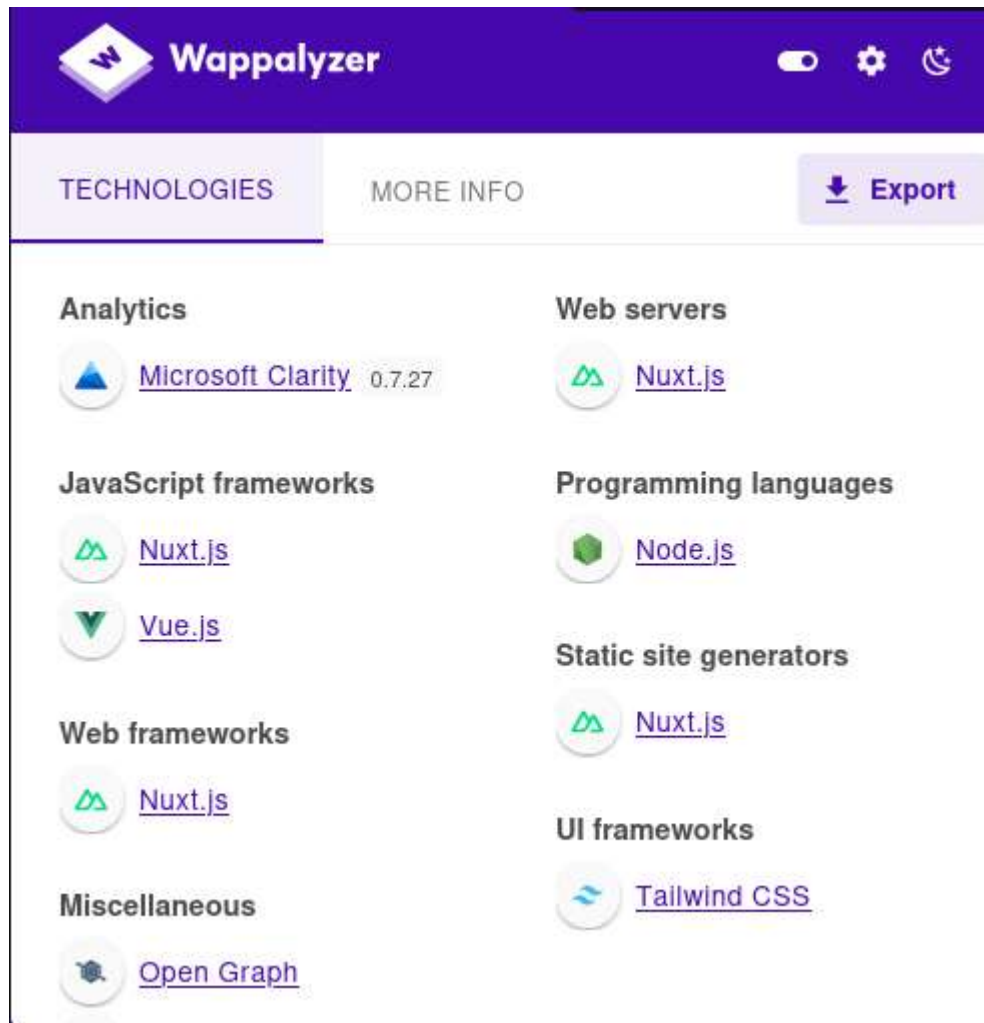 Wappalyzer
TECHNOLOGIES
MORE INFO
Export
Analytics
Microsoft Clarity 0.7.27
JavaScript frameworks
Nuxt.js
Vue.js
Web frameworks
Nuxt.js
Miscellaneous
Open Graph
Web servers
Nuxt.js
Programming languages
Node.js
Static site generators
Nuxt.js
UI frameworks
Tailwind CSS